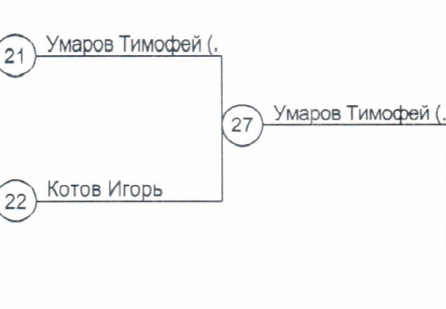 21 Умаров Тимофей (.
27 Умаров Тимофей (.
22 Котов Игорь